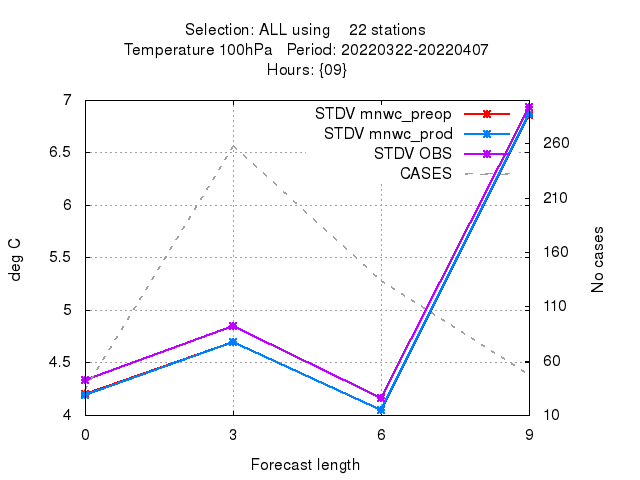 Selection: ALL using    22 stations
Temperature 100hPa   Period: 20220322-20220407
Hours: {09}
STDV mnwc_preop
STDV mnwc_prod
STDV OBS
CASES
7
6.5
6
5.5
5
4.5
4
260
210
160
110
60
10
deg C
No cases
0 3 6 9
Forecast length